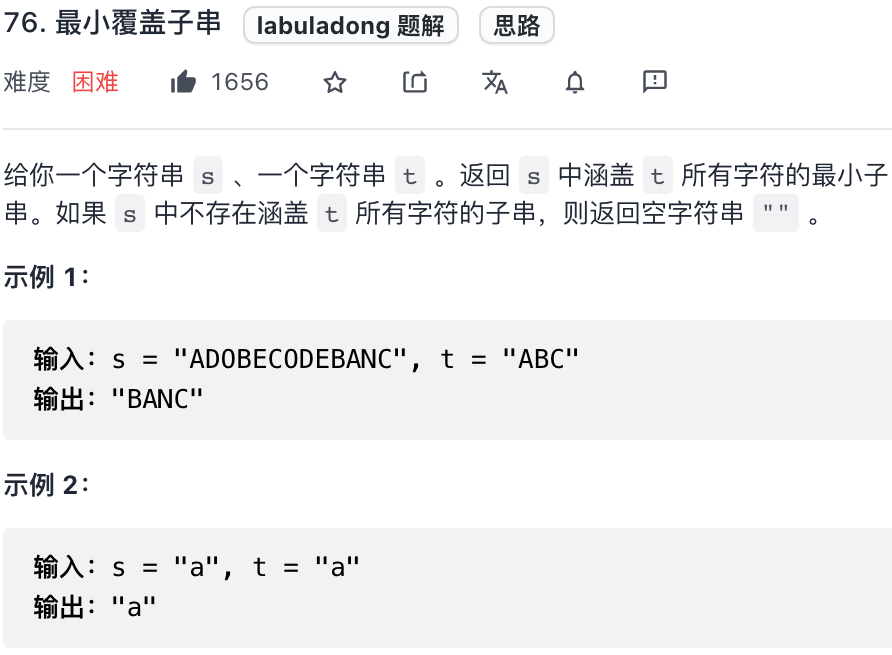 76. 最小覆盖子串 labuladong 题解 思路
难度 困难 1656
给你一个字符串 s 、一个字符串 t 。返回 s 中涵盖 t 所有字符的最小子
串。如果 s 中不存在涵盖 t 所有字符的子串，则返回空字符串 "" 。
示例 1：
输入：s = "ADOBECODEBANC", t = "ABC"
输出："BANC"
示例 2：
输入：s = "a", t = "a"
输出："a"